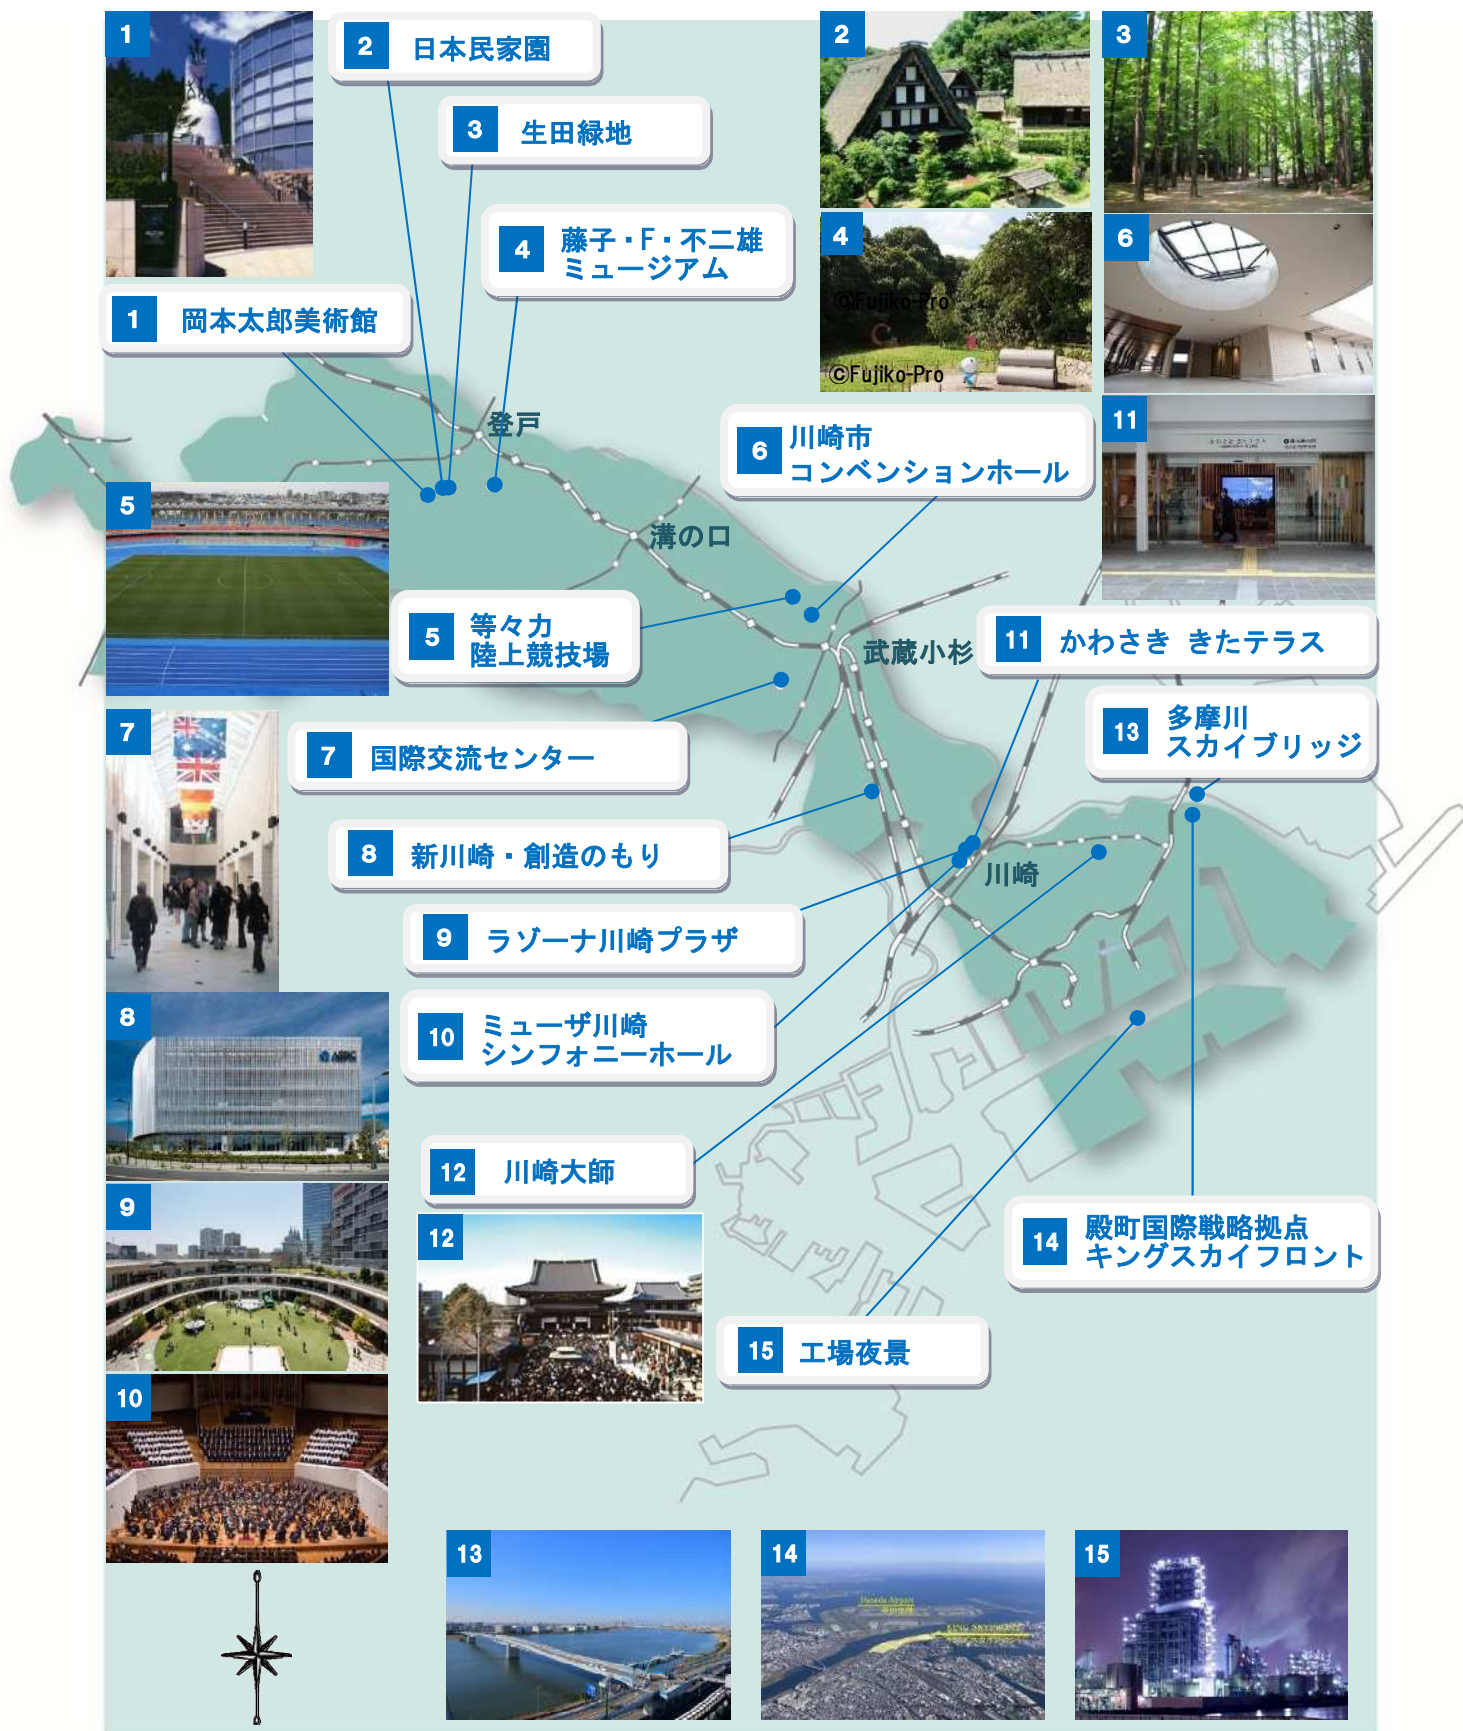 1
2 日本民家園
2
3
3 生田緑地
4 藤子・F・不二雄
ミュージアム
4
©Fujiko-Pro
©Fujiko-Pro
6
1 岡本太郎美術館
登戸
6 川崎市
コンベンションホール
11
5
溝の口
5 等々力
陸上競技場
武蔵小杉
11 かわさき きたテラス
13 多摩川
スカイブリッジ
7
7 国際交流センター
8 新川崎・創造のもり
川崎
9 ラゾーナ川崎プラザ
8
10 ミューザ川崎
シンフォニーホール
12 川崎大師
9
12
14 殿町国際戦略拠点
キングスカイフロント
15 工場夜景
10
13
14
Haneda Airport
KING SKYFRONT
15